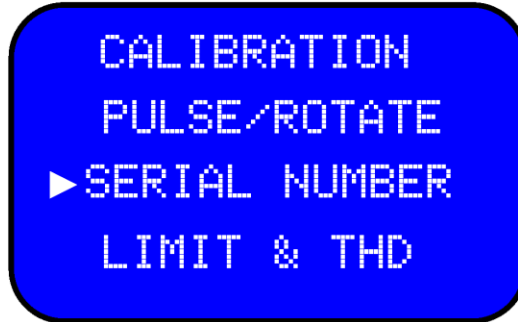 CALIBRATION
PULSE/ROTATE
►SERIAL NUMBER
LIMIT & THD